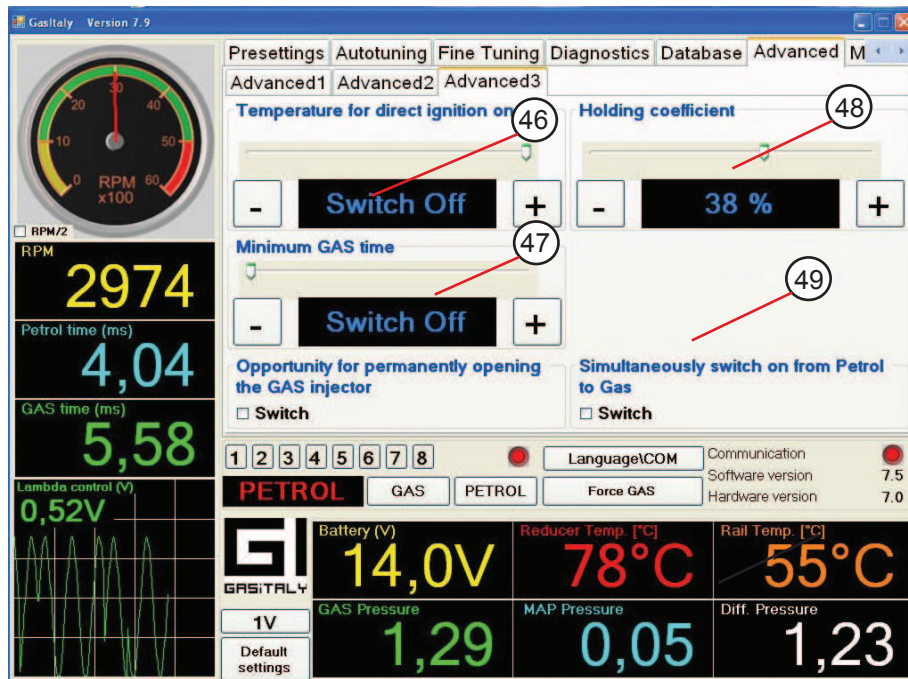 GasItaly Version 7.9
Presettings Autotuning Fine Tuning Diagnostics Database Advanced M
Advanced1 Advanced2 Advanced3
0 10 20 30 40 50 60
RPM
x100
RPM/2
RPM
2974
Petrol time (ms)
4,04
GAS time (ms)
5,58
Lambda control (V)
0,52V
Temperature for direct ignition on
46
- Switch Off +
Holding coefficient
48
- 38 % +
Minimum GAS time
47
- Switch Off +
49
Opportunity for permanently opening
the GAS injector
Switch
Simultaneously switch on from Petrol
to Gas
Switch
1 2 3 4 5 6 7 8
Language\COM
PETROL GAS PETROL Force GAS
Communication
Software version 7.5
Hardware version 7.0
GI
GASiTALY
1V
Default
settings
Battery (V)
14,0V
Reducer Temp. [°C]
78°C
Rail Temp. [°C]
55°C
GAS Pressure
1,29
MAP Pressure
0,05
Diff. Pressure
1,23